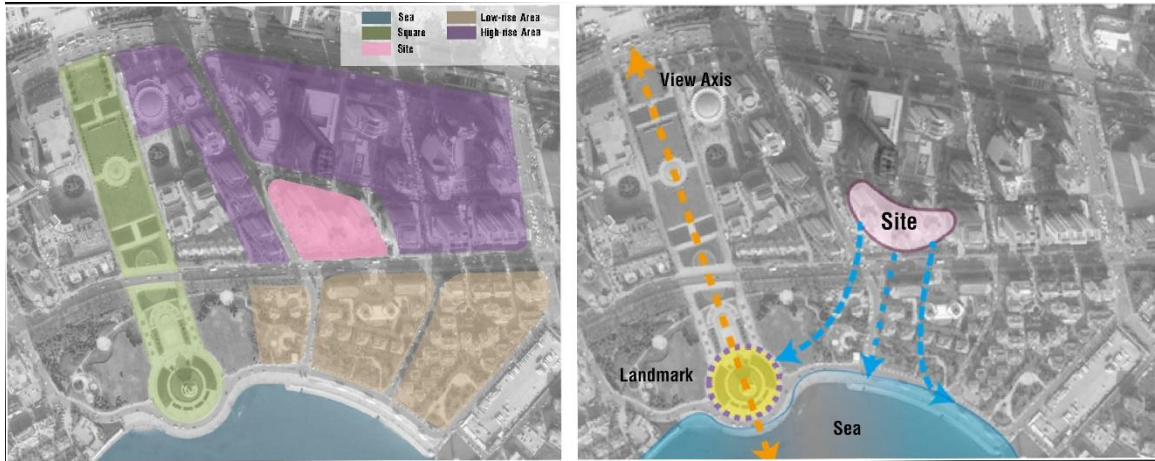 Sea
Low-rise Area
Square
High-rise Area
Site
View Axis
Site
Landmark
Sea